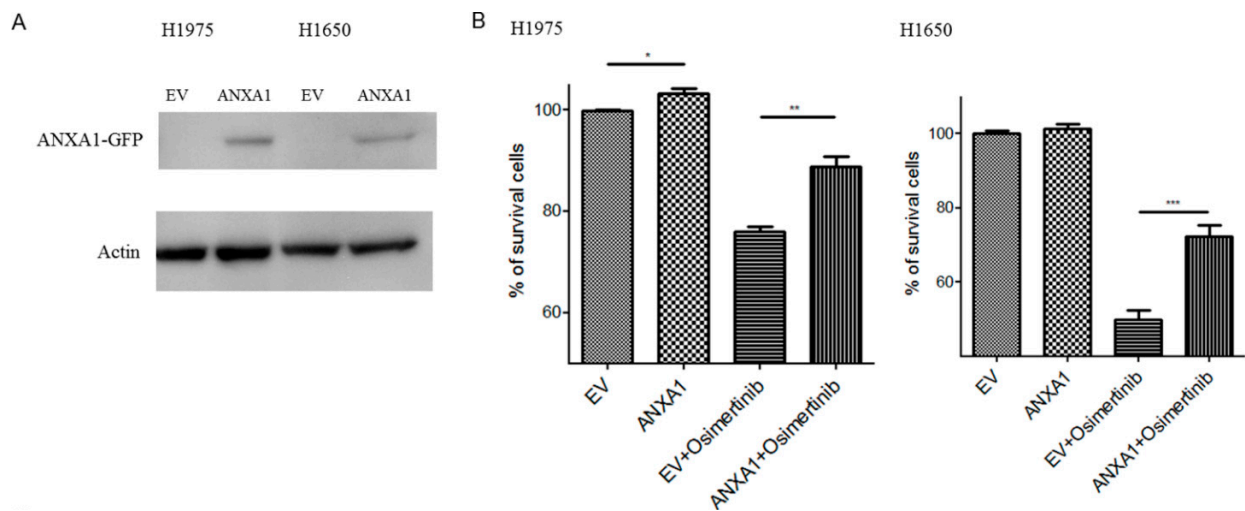 A
H1975 H1650
EV ANXA1 EV ANXA1
ANXA1-GFP
Actin
B
H1975
% of survival cells
100
80
60
*
**
EV
ANXA1
EV+Osimertinib
ANXA1+Osimertinib
H1650
% of survival cells
100
80
60
***
EV
ANXA1
EV+Osimertinib
ANXA1+Osimertinib